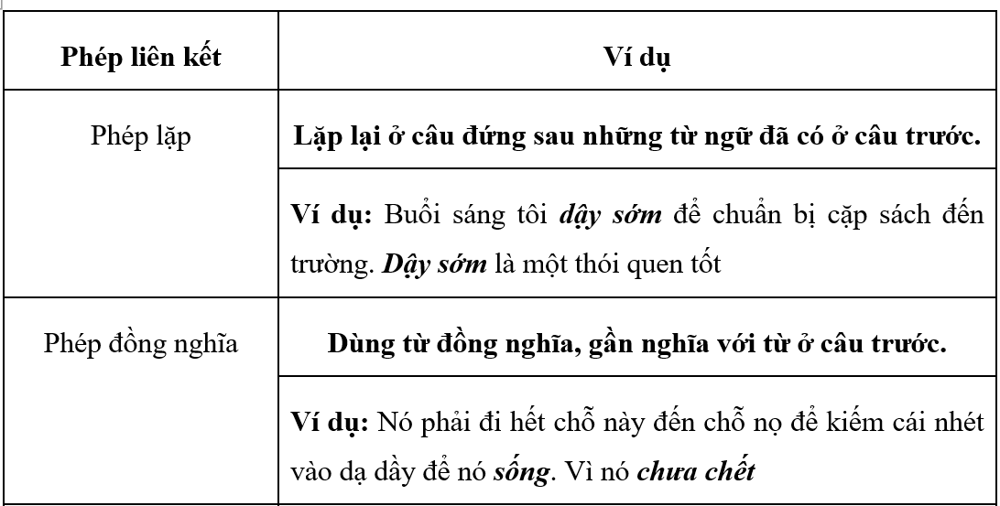 Phép liên kết
Ví dụ
Phép lặp
Lặp lại ở câu đứng sau những từ ngữ đã có ở câu trước.
Ví dụ: Buổi sáng tôi dậy sớm để chuẩn bị cặp sách đến
trường. Dậy sớm là một thói quen tốt
Phép đồng nghĩa
Dùng từ đồng nghĩa, gần nghĩa với từ ở câu trước.
Ví dụ: Nó phải đi hết chỗ này đến chỗ nọ để kiếm cái nhét
vào dạ dầy để nó sống. Vì nó chưa chết